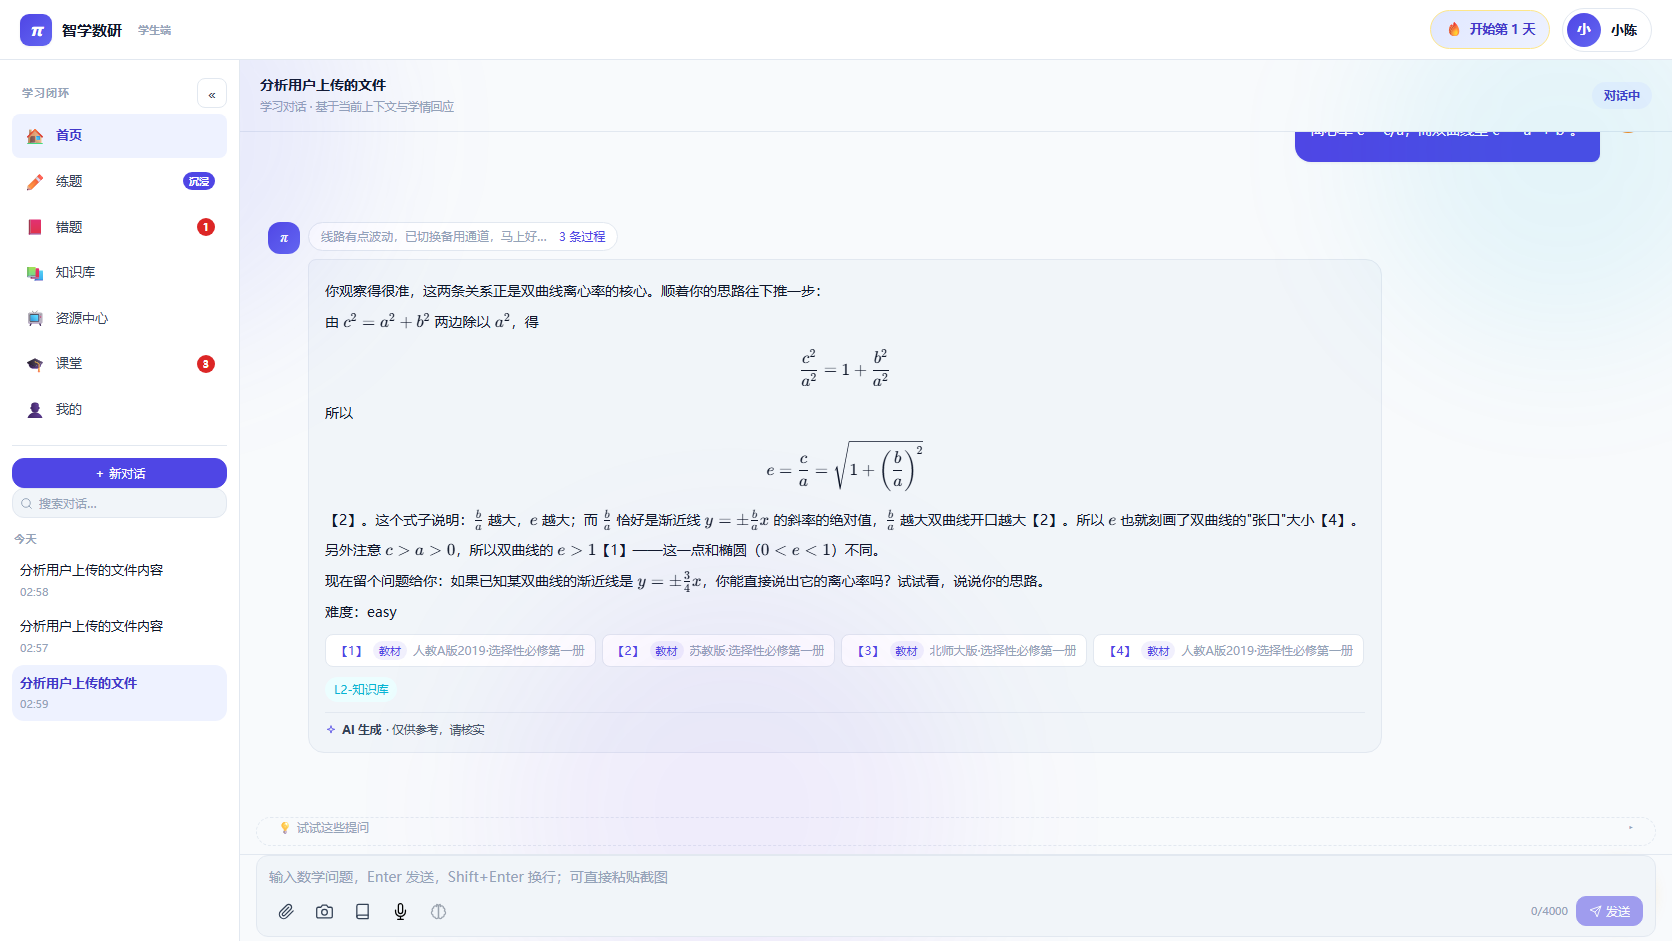 π 智学数研 学生端
开始第 1 天
小 小陈
学习闭环 «
首页
练题 沉浸
错题 1
知识库
资源中心
课堂 3
我的
+ 新对话
搜索对话...
今天
分析用户上传的文件内容
02:58
分析用户上传的文件内容
02:57
分析用户上传的文件
02:59
分析用户上传的文件
学习对话 · 基于当前上下文与学情回应
对话中
π 线路有点波动，已切换备用通道，马上好... 3 条过程
你观察得很准，这两条关系正是双曲线离心率的核心。顺着你的思路往下推一步：
由 c² = a² + b² 两边除以 a²，得
c²/a² = 1 + b²/a²
所以
e = c/a = √(1 + (b/a)²)
【2】。这个式子说明：b/a 越大，e 越大；而 b/a 恰好是渐近线 y = ±b/a x 的斜率的绝对值，b/a 越大双曲线开口越大【2】。所以 e 也就刻画了双曲线的"张口"大小【4】。
另外注意 c > a > 0，所以双曲线的 e > 1【1】——这一点和椭圆（0 < e < 1）不同。
现在留个问题给你：如果已知某双曲线的渐近线是 y = ±3/4 x，你能直接说出它的离心率吗？试试看，说说你的思路。
难度：easy
【1】 教材 人教A版2019·选择性必修第一册 【2】 教材 苏教版·选择性必修第一册 【3】 教材 北师大版·选择性必修第一册 【4】 教材 人教A版2019·选择性必修第一册
L2-知识库
AI 生成 · 仅供参考，请核实
试试这些提问
输入数学问题，Enter 发送，Shift+Enter 换行；可直接粘贴截图
0/4000 发送